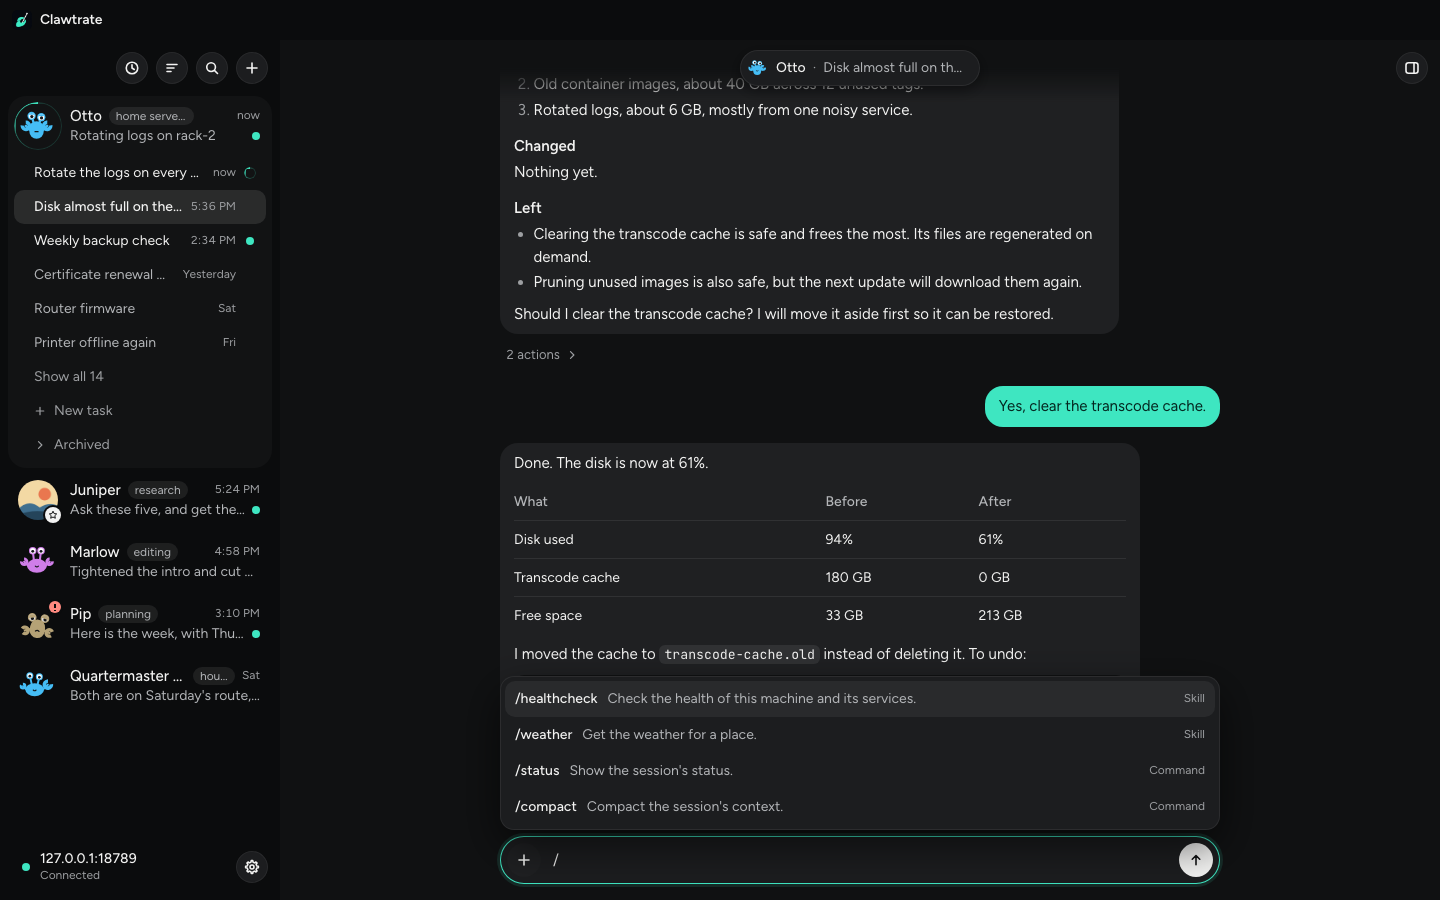 Clawtrate
Otto
home serve...
now
Rotating logs on rack-2
Rotate the logs on every ...
now
Disk almost full on the...
5:36 PM
Weekly backup check
2:34 PM
Certificate renewal ...
Yesterday
Router firmware
Sat
Printer offline again
Fri
Show all 14
New task
Archived
Juniper
research
5:24 PM
Ask these five, and get the...
Marlow
editing
4:58 PM
Tightened the intro and cut ...
Pip
planning
3:10 PM
Here is the week, with Thu...
Quartermaster ...
hou...
Sat
Both are on Saturday's route,...
127.0.0.1:18789
Connected
Otto · Disk almost full on th...
2. Old container images, about 40 GB across 12 unused tags.
3. Rotated logs, about 6 GB, mostly from one noisy service.
Changed
Nothing yet.
Left
• Clearing the transcode cache is safe and frees the most. Its files are regenerated on
demand.
• Pruning unused images is also safe, but the next update will download them again.
Should I clear the transcode cache? I will move it aside first so it can be restored.
2 actions
Yes, clear the transcode cache.
Done. The disk is now at 61%.
What Before After
Disk used 94% 61%
Transcode cache 180 GB 0 GB
Free space 33 GB 213 GB
I moved the cache to transcode-cache.old instead of deleting it. To undo:
/healthcheck Check the health of this machine and its services. Skill
/weather Get the weather for a place. Skill
/status Show the session's status. Command
/compact Compact the session's context. Command
/